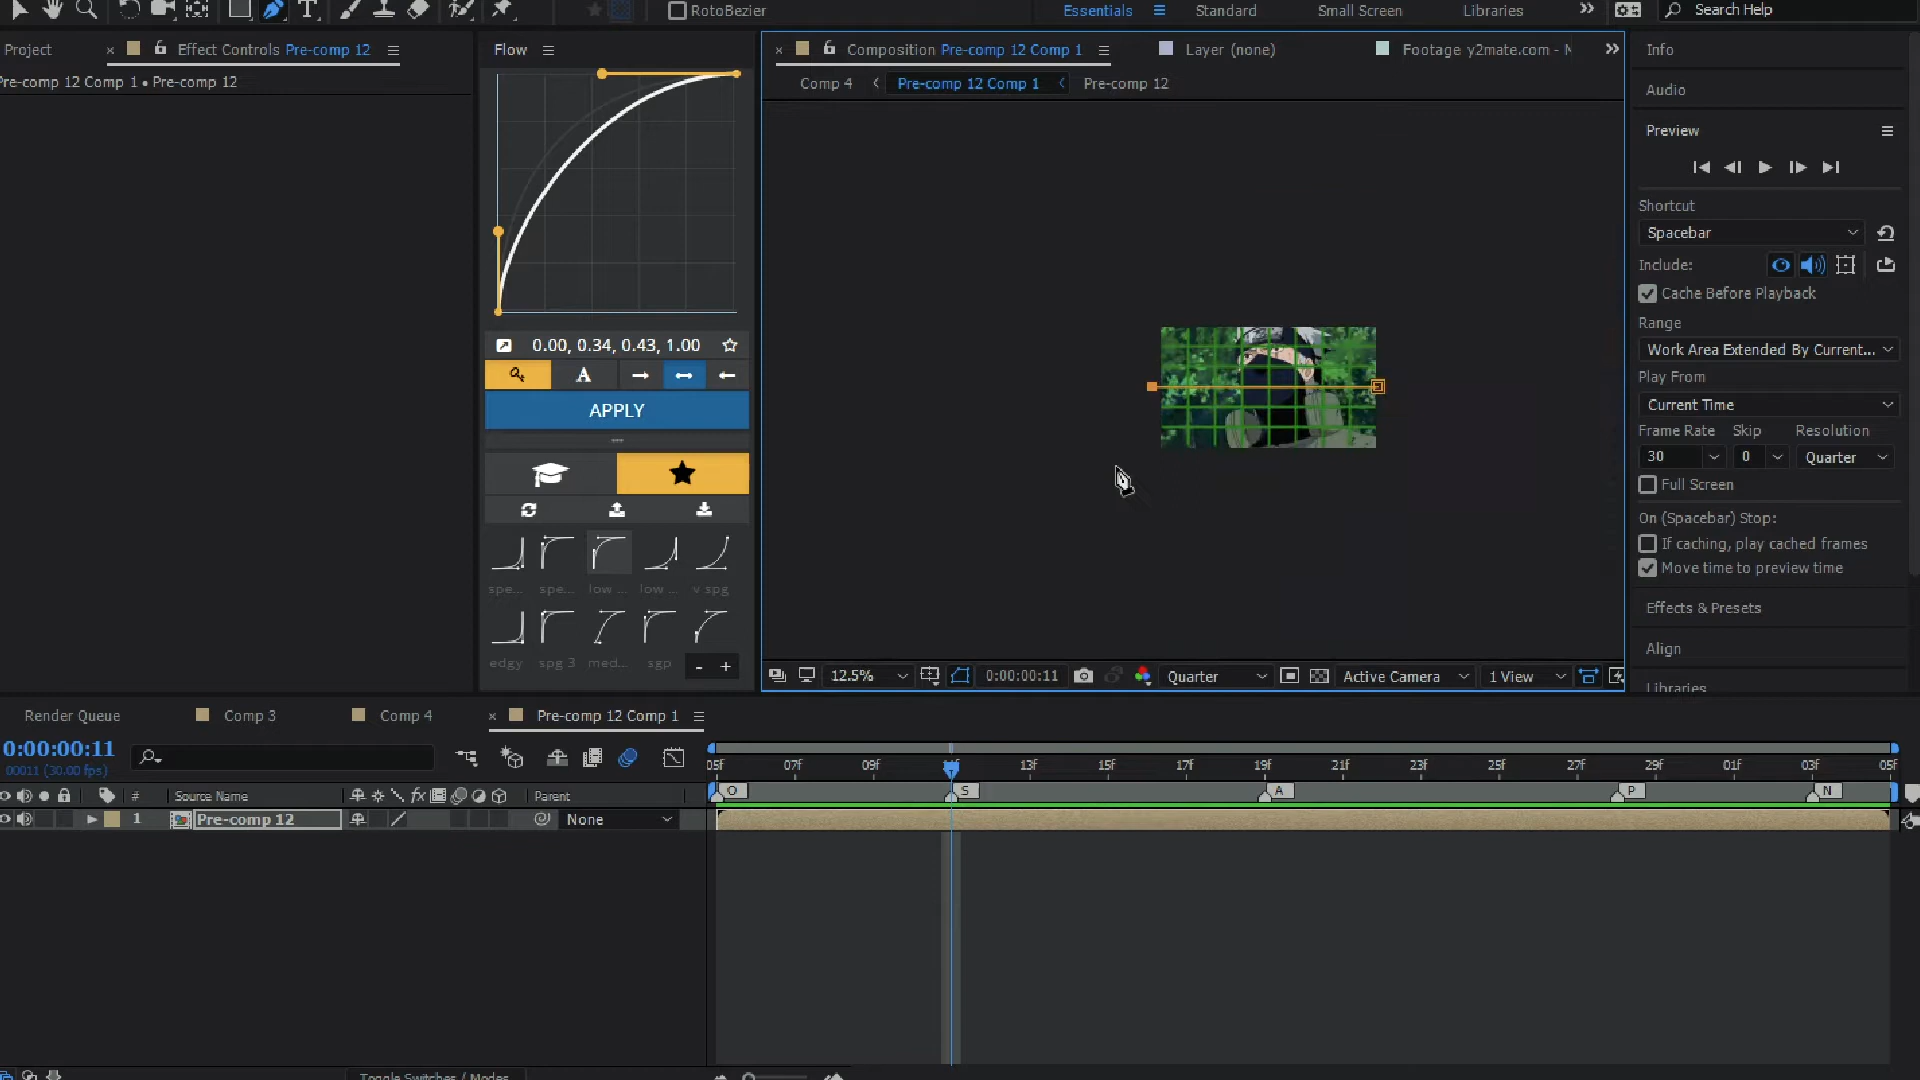 RotoBezier
Essentials
Standard
Small Screen
Libraries
Search Help
Project
Effect Controls Pre-comp 12
Pre-comp 12 Comp 1 • Pre-comp 12
Flow
0.00, 0.34, 0.43, 1.00
A
APPLY
spe...
spe...
low ...
low ...
v spg
edgy
spg 3
med...
sgp
- +
Composition Pre-comp 12 Comp 1
Layer (none)
Footage y2mate.com -
Comp 4
Pre-comp 12 Comp 1
Pre-comp 12
12.5%
0:00:00:11
Quarter
Active Camera
1 View
Info
Audio
Preview
Shortcut
Spacebar
Include:
Cache Before Playback
Range
Work Area Extended By Current...
Play From
Current Time
Frame Rate
Skip
Resolution
30
0
Quarter
Full Screen
On (Spacebar) Stop:
If caching, play cached frames
Move time to preview time
Effects & Presets
Align
Libraries
Render Queue
Comp 3
Comp 4
Pre-comp 12 Comp 1
0:00:00:11
00011 (30.00 fps)
05f
07f
09f
13f
15f
17f
19f
21f
23f
25f
27f
29f
01f
03f
05f
#
Source Name
fx
Parent
O
S
A
P
N
1
Pre-comp 12
None
Toggle Switches / Modes